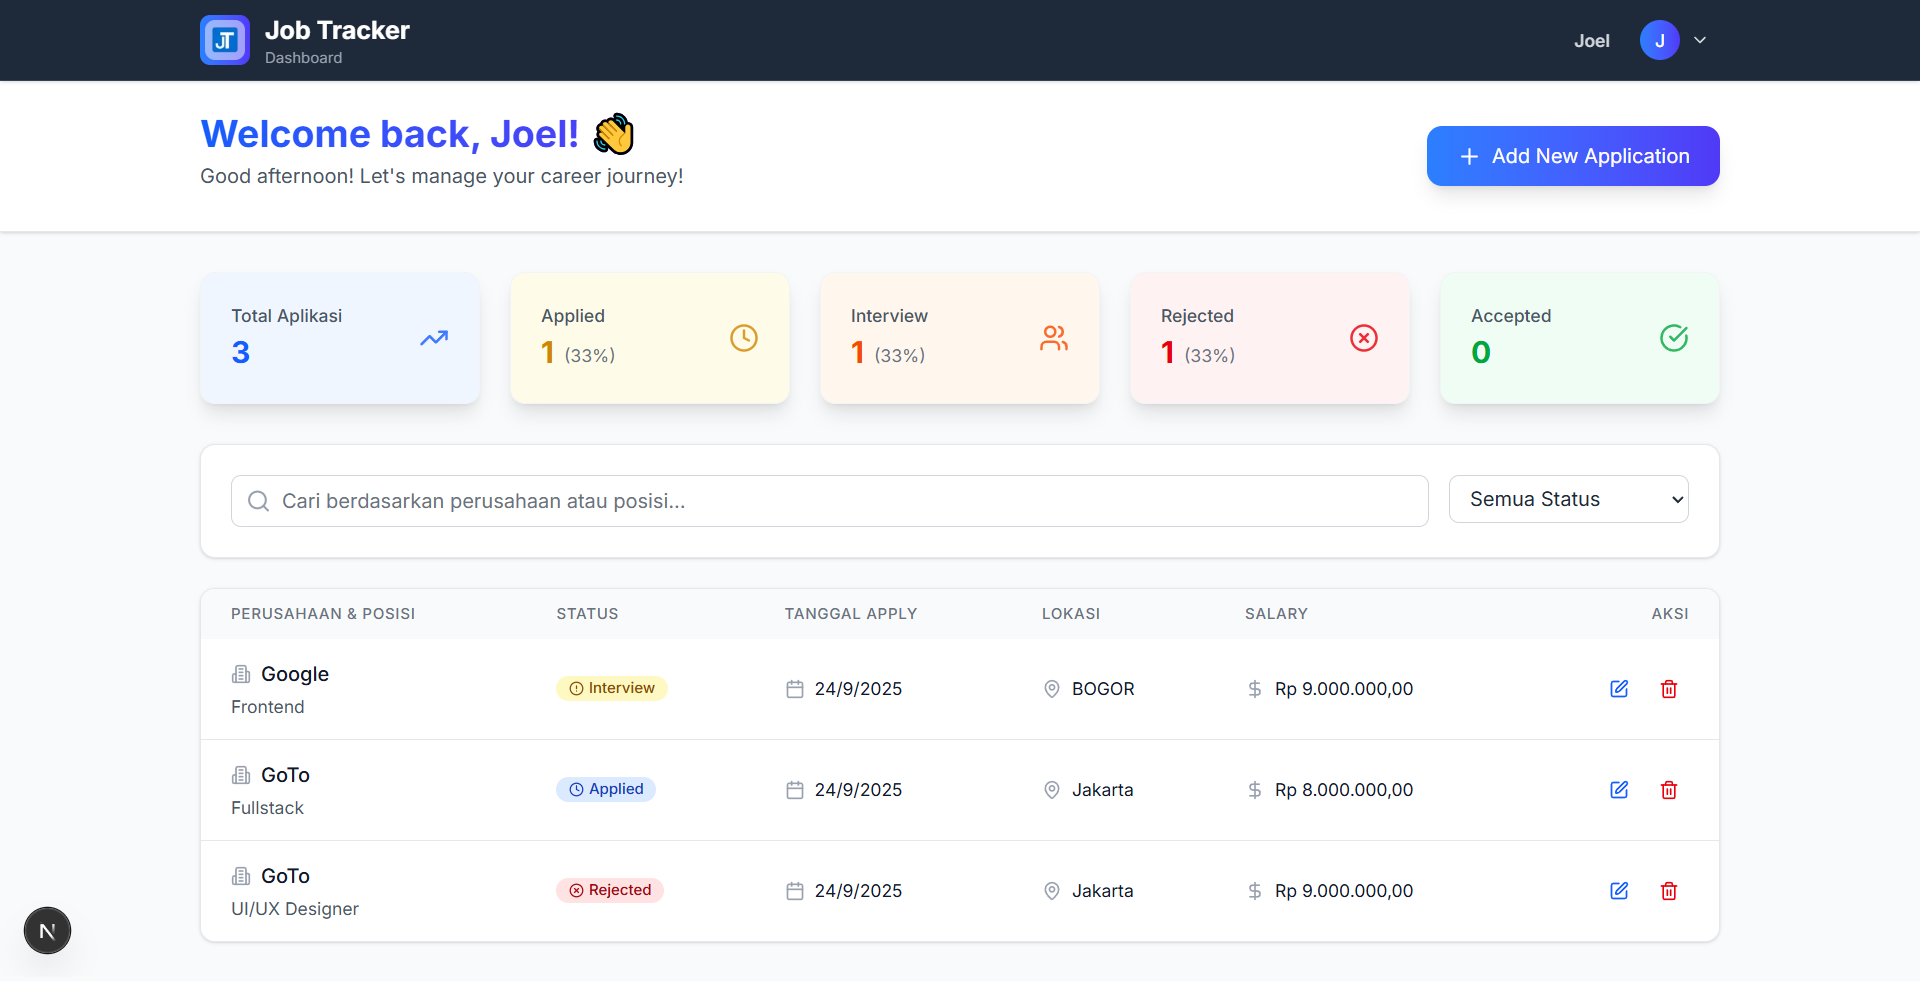 JT
Job Tracker
Dashboard
Joel
J
Welcome back, Joel! 👋
Good afternoon! Let's manage your career journey!
+ Add New Application
Total Aplikasi
3
Applied
1 (33%)
Interview
1 (33%)
Rejected
1 (33%)
Accepted
0
Cari berdasarkan perusahaan atau posisi...
Semua Status
PERUSAHAAN & POSISI STATUS TANGGAL APPLY LOKASI SALARY AKSI
Google
Frontend
Interview
24/9/2025
BOGOR
$ Rp 9.000.000,00
GoTo
Fullstack
Applied
24/9/2025
Jakarta
$ Rp 8.000.000,00
GoTo
UI/UX Designer
Rejected
24/9/2025
Jakarta
$ Rp 9.000.000,00
N